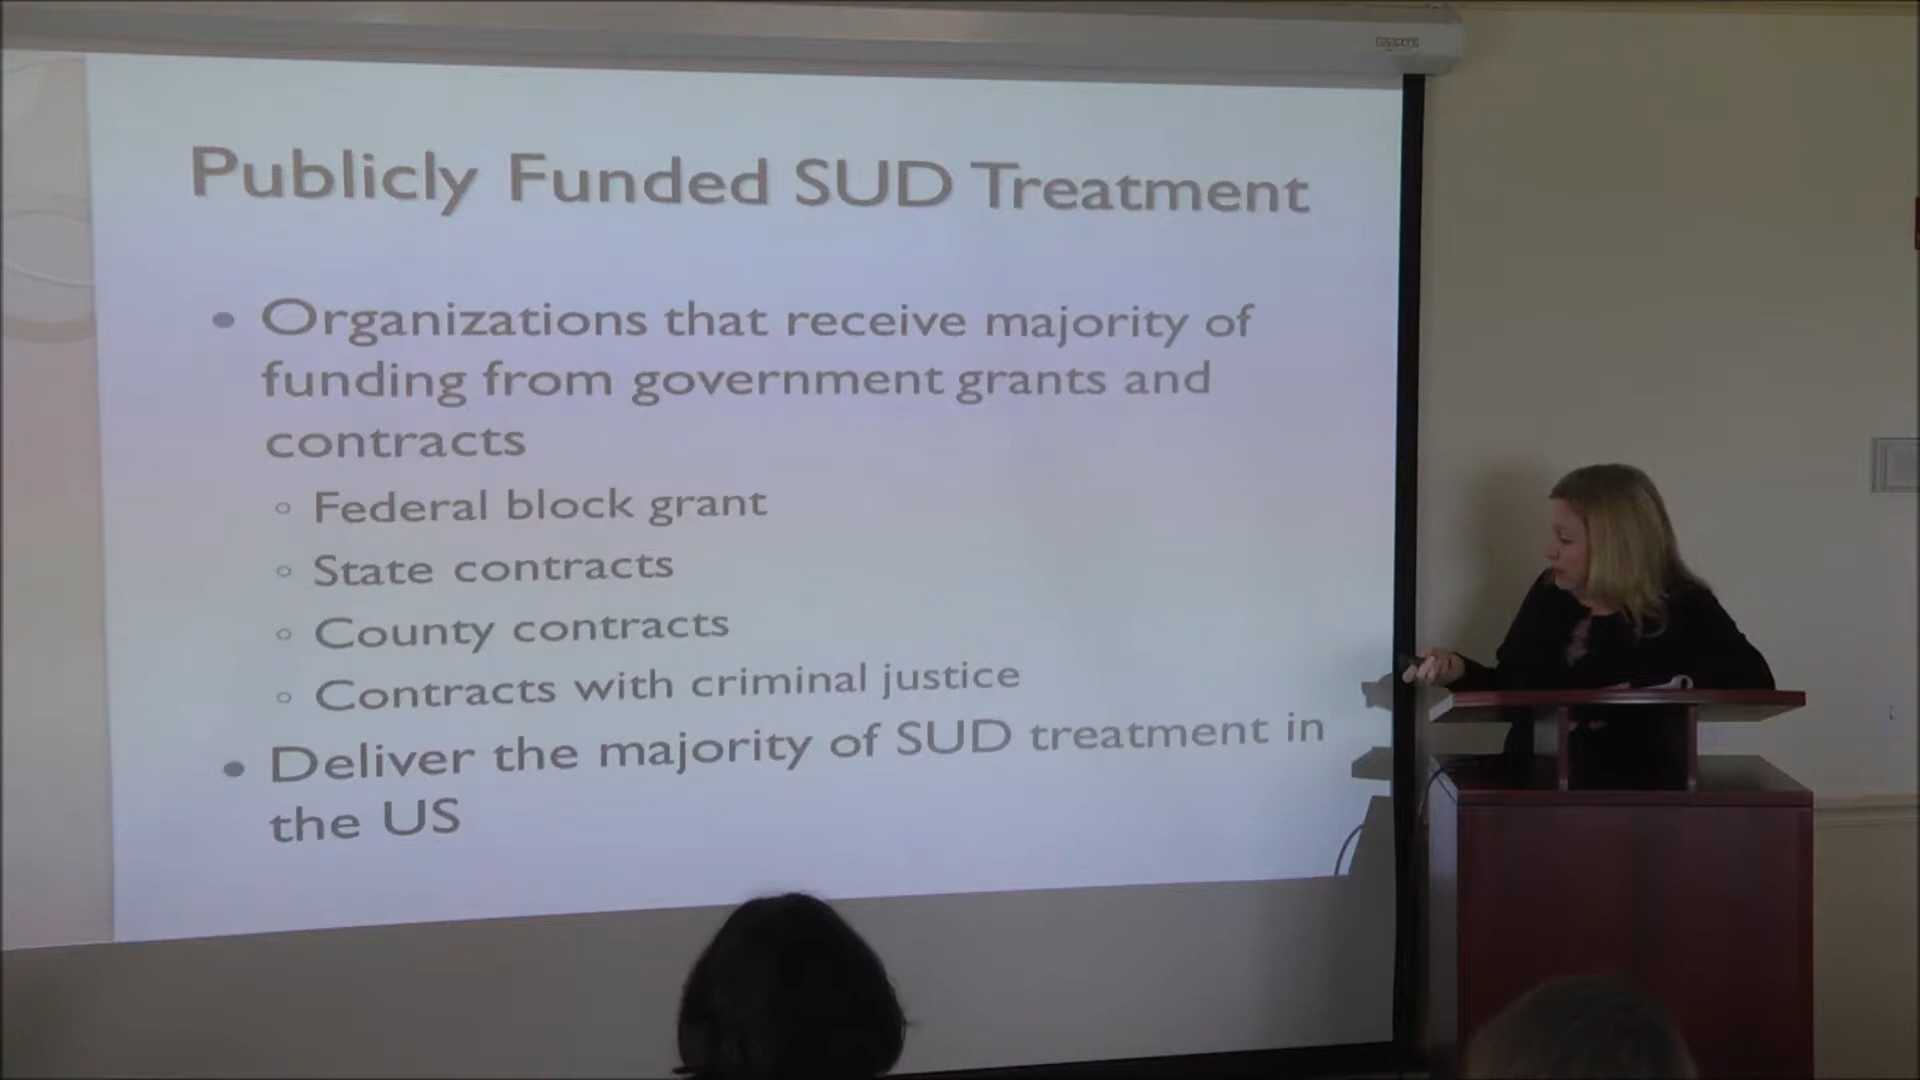 Publicly Funded SUD Treatment
• Organizations that receive majority of
funding from government grants and
contracts
◦ Federal block grant
◦ State contracts
◦ County contracts
◦ Contracts with criminal justice
• Deliver the majority of SUD treatment in
the US